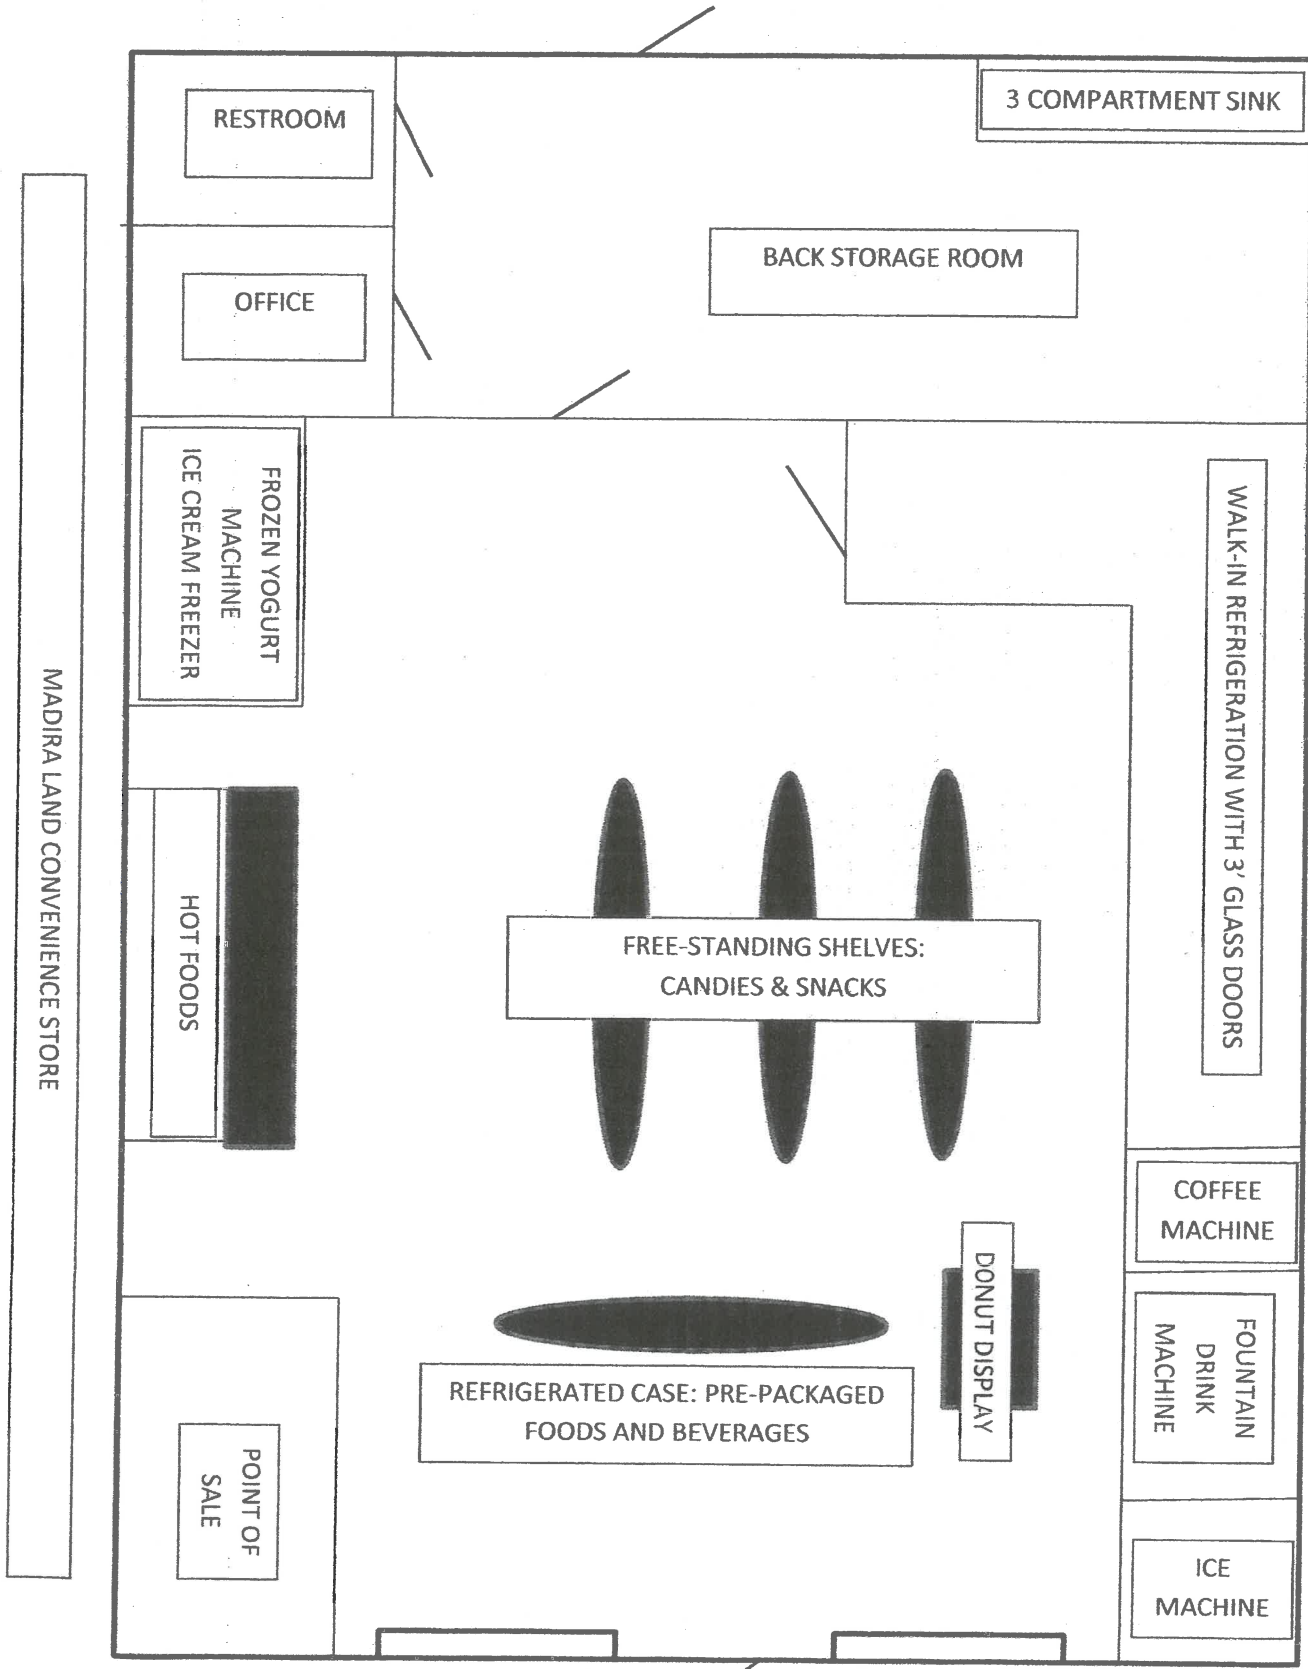 RESTROOM
3 COMPARTMENT SINK
BACK STORAGE ROOM
OFFICE
FROZEN YOGURT
MACHINE
ICE CREAM FREEZER
WALK-IN REFRIGERATION WITH 3' GLASS DOORS
MADIRA LAND CONVENIENCE STORE
HOT FOODS
FREE-STANDING SHELVES:
CANDIES & SNACKS
COFFEE
MACHINE
DONUT DISPLAY
FOUNTAIN
DRINK
MACHINE
REFRIGERATED CASE: PRE-PACKAGED
FOODS AND BEVERAGES
POINT OF
SALE
ICE
MACHINE